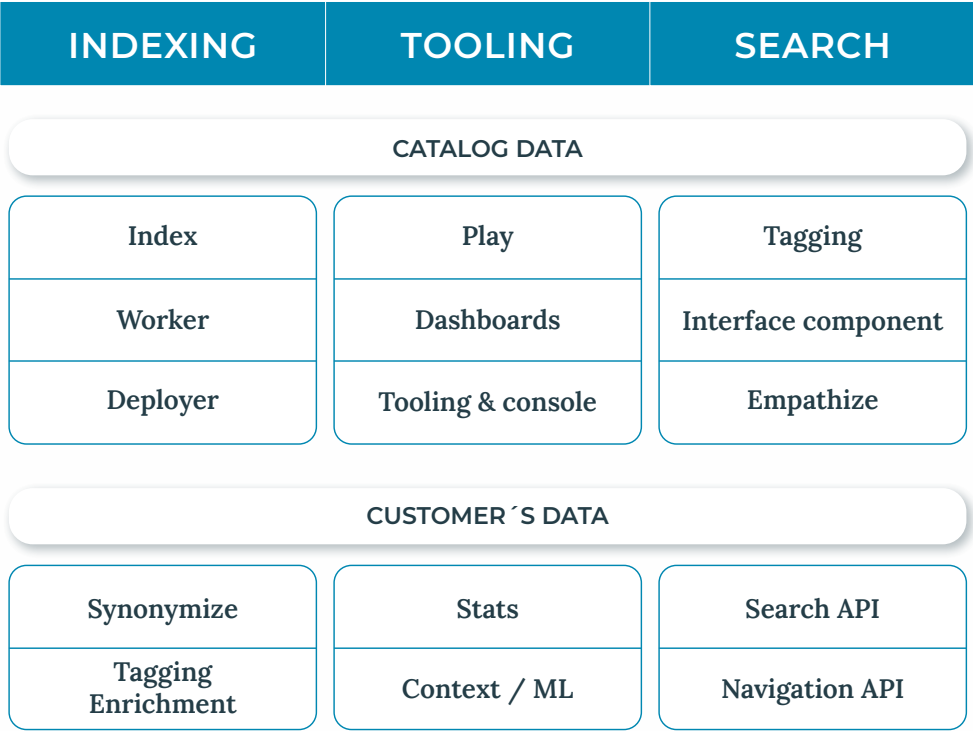 INDEXING TOOLING SEARCH
CATALOG DATA
Index Play Tagging
Worker Dashboards Interface component
Deployer Tooling & console Empathize
CUSTOMER´S DATA
Synonymize Stats Search API
Tagging
Enrichment Context / ML Navigation API